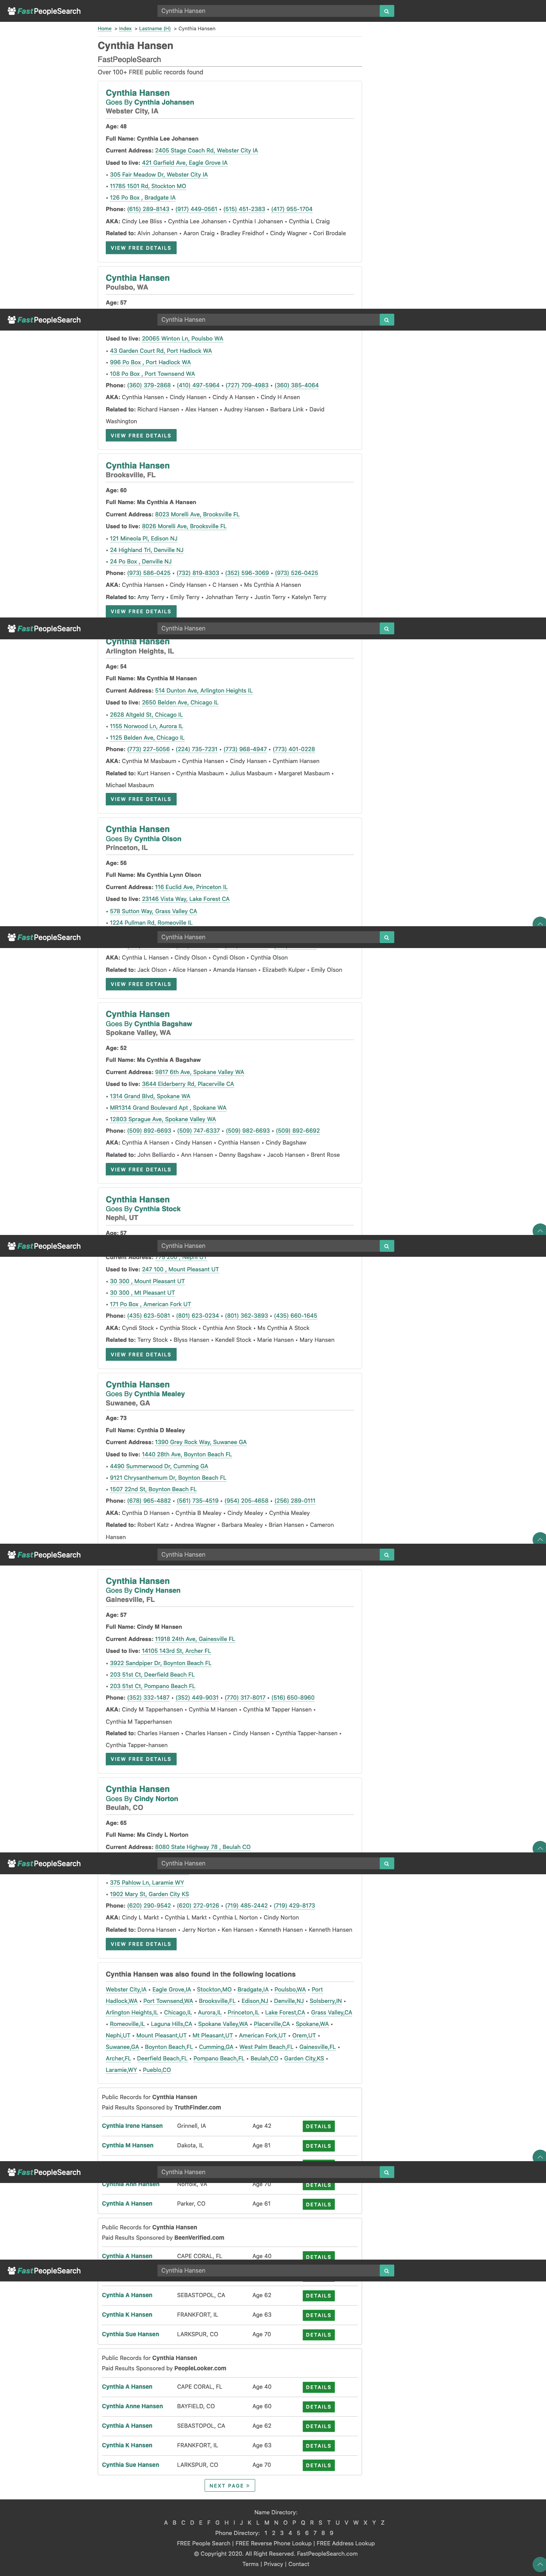 FastPeopleSearch
Cynthia Hansen
Home > Index > Lastname (H) > Cynthia Hansen
Cynthia Hansen
FastPeopleSearch
Over 100+ FREE public records found
Cynthia Hansen
Goes By Cynthia Johansen
Webster City, IA
Age: 48
Full Name: Cynthia Lee Johansen
Current Address: 2405 Stage Coach Rd, Webster City IA
Used to live: 421 Garfield Ave, Eagle Grove IA
• 305 Fair Meadow Dr, Webster City IA
• 11785 1501 Rd, Stockton MO
• 126 Po Box , Bradgate IA
Phone: (615) 289-8143 • (917) 449-0561 • (515) 451-2383 • (417) 955-1704
AKA: Cindy Lee Bliss • Cynthia Lee Johansen • Cynthia I Johansen • Cynthia L Craig
Related to: Alvin Johansen • Aaron Craig • Bradley Freidhof • Cindy Wagner • Cori Brodale
VIEW FREE DETAILS
Cynthia Hansen
Poulsbo, WA
Age: 57
FastPeopleSearch
Cynthia Hansen
Used to live: 20065 Winton Ln, Poulsbo WA
• 43 Garden Court Rd, Port Hadlock WA
• 996 Po Box , Port Hadlock WA
• 108 Po Box , Port Townsend WA
Phone: (360) 379-2868 • (410) 497-5964 • (727) 709-4983 • (360) 385-4064
AKA: Cynthia Hansen • Cindy Hansen • Cindy A Hansen • Cindy H Ansen
Related to: Richard Hansen • Alex Hansen • Audrey Hansen • Barbara Link • David
Washington
VIEW FREE DETAILS
Cynthia Hansen
Brooksville, FL
Age: 60
Full Name: Ms Cynthia A Hansen
Current Address: 8023 Morelli Ave, Brooksville FL
Used to live: 8026 Morelli Ave, Brooksville FL
• 121 Mineola Pl, Edison NJ
• 24 Highland Trl, Denville NJ
• 24 Po Box , Denville NJ
Phone: (973) 586-0425 • (732) 819-8303 • (352) 596-3069 • (973) 526-0425
AKA: Cynthia Hansen • Cindy Hansen • C Hansen • Ms Cynthia A Hansen
Related to: Amy Terry • Emily Terry • Johnathan Terry • Justin Terry • Katelyn Terry
VIEW FREE DETAILS
FastPeopleSearch
Cynthia Hansen
Cynthia Hansen
Arlington Heights, IL
Age: 54
Full Name: Ms Cynthia M Hansen
Current Address: 514 Dunton Ave, Arlington Heights IL
Used to live: 2650 Belden Ave, Chicago IL
• 2628 Altgeld St, Chicago IL
• 1155 Norwood Ln, Aurora IL
• 1125 Belden Ave, Chicago IL
Phone: (773) 227-5056 • (224) 735-7231 • (773) 968-4947 • (773) 401-0228
AKA: Cynthia M Masbaum • Cynthia Hansen • Cindy Hansen • Cynthiam Hansen
Related to: Kurt Hansen • Cynthia Masbaum • Julius Masbaum • Margaret Masbaum •
Michael Masbaum
VIEW FREE DETAILS
Cynthia Hansen
Goes By Cynthia Olson
Princeton, IL
Age: 56
Full Name: Ms Cynthia Lynn Olson
Current Address: 116 Euclid Ave, Princeton IL
Used to live: 23146 Vista Way, Lake Forest CA
• 578 Sutton Way, Grass Valley CA
• 1224 Pullman Rd, Romeoville IL
FastPeopleSearch
Cynthia Hansen
AKA: Cynthia L Hansen • Cindy Olson • Cyndi Olson • Cynthia Olson
Related to: Jack Olson • Alice Hansen • Amanda Hansen • Elizabeth Kulper • Emily Olson
VIEW FREE DETAILS
Cynthia Hansen
Goes By Cynthia Bagshaw
Spokane Valley, WA
Age: 52
Full Name: Ms Cynthia A Bagshaw
Current Address: 9817 6th Ave, Spokane Valley WA
Used to live: 3644 Elderberry Rd, Placerville CA
• 1314 Grand Blvd, Spokane WA
• MR1314 Grand Boulevard Apt , Spokane WA
• 12803 Sprague Ave, Spokane Valley WA
Phone: (509) 892-6693 • (509) 747-6337 • (509) 982-6693 • (509) 892-6692
AKA: Cynthia A Hansen • Cindy Hansen • Cynthia Hansen • Cindy Bagshaw
Related to: John Belliardo • Ann Hansen • Denny Bagshaw • Jacob Hansen • Brent Rose
VIEW FREE DETAILS
Cynthia Hansen
Goes By Cynthia Stock
Nephi, UT
Age: 57
FastPeopleSearch
Cynthia Hansen
Used to live: 247 100 , Mount Pleasant UT
• 30 300 , Mount Pleasant UT
• 30 300 , Mt Pleasant UT
• 171 Po Box , American Fork UT
Phone: (435) 623-5081 • (801) 623-0234 • (801) 362-3893 • (435) 660-1645
AKA: Cyndi Stock • Cynthia Stock • Cynthia Ann Stock • Ms Cynthia A Stock
Related to: Terry Stock • Blyss Hansen • Kendell Stock • Marie Hansen • Mary Hansen
VIEW FREE DETAILS
Cynthia Hansen
Goes By Cynthia Mealey
Suwanee, GA
Age: 73
Full Name: Cynthia D Mealey
Current Address: 1390 Grey Rock Way, Suwanee GA
Used to live: 1440 28th Ave, Boynton Beach FL
• 4490 Summerwood Dr, Cumming GA
• 9121 Chrysanthemum Dr, Boynton Beach FL
• 1507 22nd St, Boynton Beach FL
Phone: (678) 965-4882 • (561) 735-4519 • (954) 205-4658 • (256) 289-0111
AKA: Cynthia D Hansen • Cynthia B Mealey • Cindy Mealey • Cynthia Mealey
Related to: Robert Katz • Andrea Wagner • Barbara Mealey • Brian Hansen • Cameron
Hansen
FastPeopleSearch
Cynthia Hansen
Cynthia Hansen
Goes By Cindy Hansen
Gainesville, FL
Age: 57
Full Name: Cindy M Hansen
Current Address: 11918 24th Ave, Gainesville FL
Used to live: 14105 143rd St, Archer FL
• 3922 Sandpiper Dr, Boynton Beach FL
• 203 51st Ct, Deerfield Beach FL
• 203 51st Ct, Pompano Beach FL
Phone: (352) 332-1487 • (352) 449-9031 • (770) 317-8017 • (516) 650-8960
AKA: Cindy M Tapperhansen • Cynthia M Hansen • Cynthia M Tapper Hansen •
Cynthia M Tapperhansen
Related to: Charles Hansen • Charles Hansen • Cindy Hansen • Cynthia Tapper-hansen •
Cynthia Tapper-hansen
VIEW FREE DETAILS
Cynthia Hansen
Goes By Cindy Norton
Beulah, CO
Age: 65
Full Name: Ms Cindy L Norton
Current Address: 8080 State Highway 78 , Beulah CO
FastPeopleSearch
Cynthia Hansen
• 375 Pahlow Ln, Laramie WY
• 1902 Mary St, Garden City KS
Phone: (620) 290-9542 • (620) 272-9126 • (719) 485-2442 • (719) 429-8173
AKA: Cindy L Markt • Cynthia L Markt • Cynthia L Norton • Cindy Norton
Related to: Donna Hansen • Jerry Norton • Ken Hansen • Kenneth Hansen • Kenneth Hansen
VIEW FREE DETAILS
Cynthia Hansen was also found in the following locations
Webster City,IA • Eagle Grove,IA • Stockton,MO • Bradgate,IA • Poulsbo,WA • Port
Hadlock,WA • Port Townsend,WA • Brooksville,FL • Edison,NJ • Denville,NJ • Solsberry,IN •
Arlington Heights,IL • Chicago,IL • Aurora,IL • Princeton,IL • Lake Forest,CA • Grass Valley,CA
• Romeoville,IL • Laguna Hills,CA • Spokane Valley,WA • Placerville,CA • Spokane,WA •
Nephi,UT • Mount Pleasant,UT • Mt Pleasant,UT • American Fork,UT • Orem,UT •
Suwanee,GA • Boynton Beach,FL • Cumming,GA • West Palm Beach,FL • Gainesville,FL •
Archer,FL • Deerfield Beach,FL • Pompano Beach,FL • Beulah,CO • Garden City,KS •
Laramie,WY • Pueblo,CO
Public Records for Cynthia Hansen
Paid Results Sponsored by TruthFinder.com
Cynthia Irene Hansen Grinnell, IA Age 42 DETAILS
Cynthia M Hansen Dakota, IL Age 81 DETAILS
FastPeopleSearch
Cynthia Hansen
Cynthia Ann Hansen Norfolk, VA Age 70 DETAILS
Cynthia A Hansen Parker, CO Age 61 DETAILS
Public Records for Cynthia Hansen
Paid Results Sponsored by BeenVerified.com
Cynthia A Hansen CAPE CORAL, FL Age 40 DETAILS
FastPeopleSearch
Cynthia Hansen
Cynthia A Hansen SEBASTOPOL, CA Age 62 DETAILS
Cynthia K Hansen FRANKFORT, IL Age 63 DETAILS
Cynthia Sue Hansen LARKSPUR, CO Age 70 DETAILS
Public Records for Cynthia Hansen
Paid Results Sponsored by PeopleLooker.com
Cynthia A Hansen CAPE CORAL, FL Age 40 DETAILS
Cynthia Anne Hansen BAYFIELD, CO Age 60 DETAILS
Cynthia A Hansen SEBASTOPOL, CA Age 62 DETAILS
Cynthia K Hansen FRANKFORT, IL Age 63 DETAILS
Cynthia Sue Hansen LARKSPUR, CO Age 70 DETAILS
NEXT PAGE >
Name Directory:
A B C D E F G H I J K L M N O P Q R S T U V W X Y Z
Phone Directory: 1 2 3 4 5 6 7 8 9
FREE People Search | FREE Reverse Phone Lookup | FREE Address Lookup
© Copyright 2020. All Right Reserved. FastPeopleSearch.com
Terms | Privacy | Contact